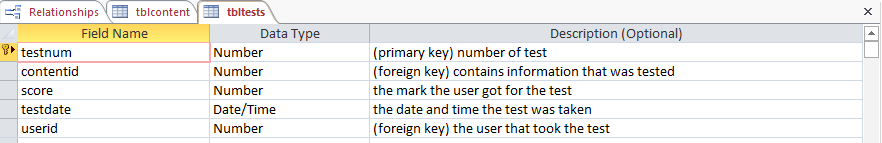 Relationships tblcontent tbltests
Field Name Data Type Description (Optional)
testnum Number (primary key) number of test
contentid Number (foreign key) contains information that was tested
score Number the mark the user got for the test
testdate Date/Time the date and time the test was taken
userid Number (foreign key) the user that took the test